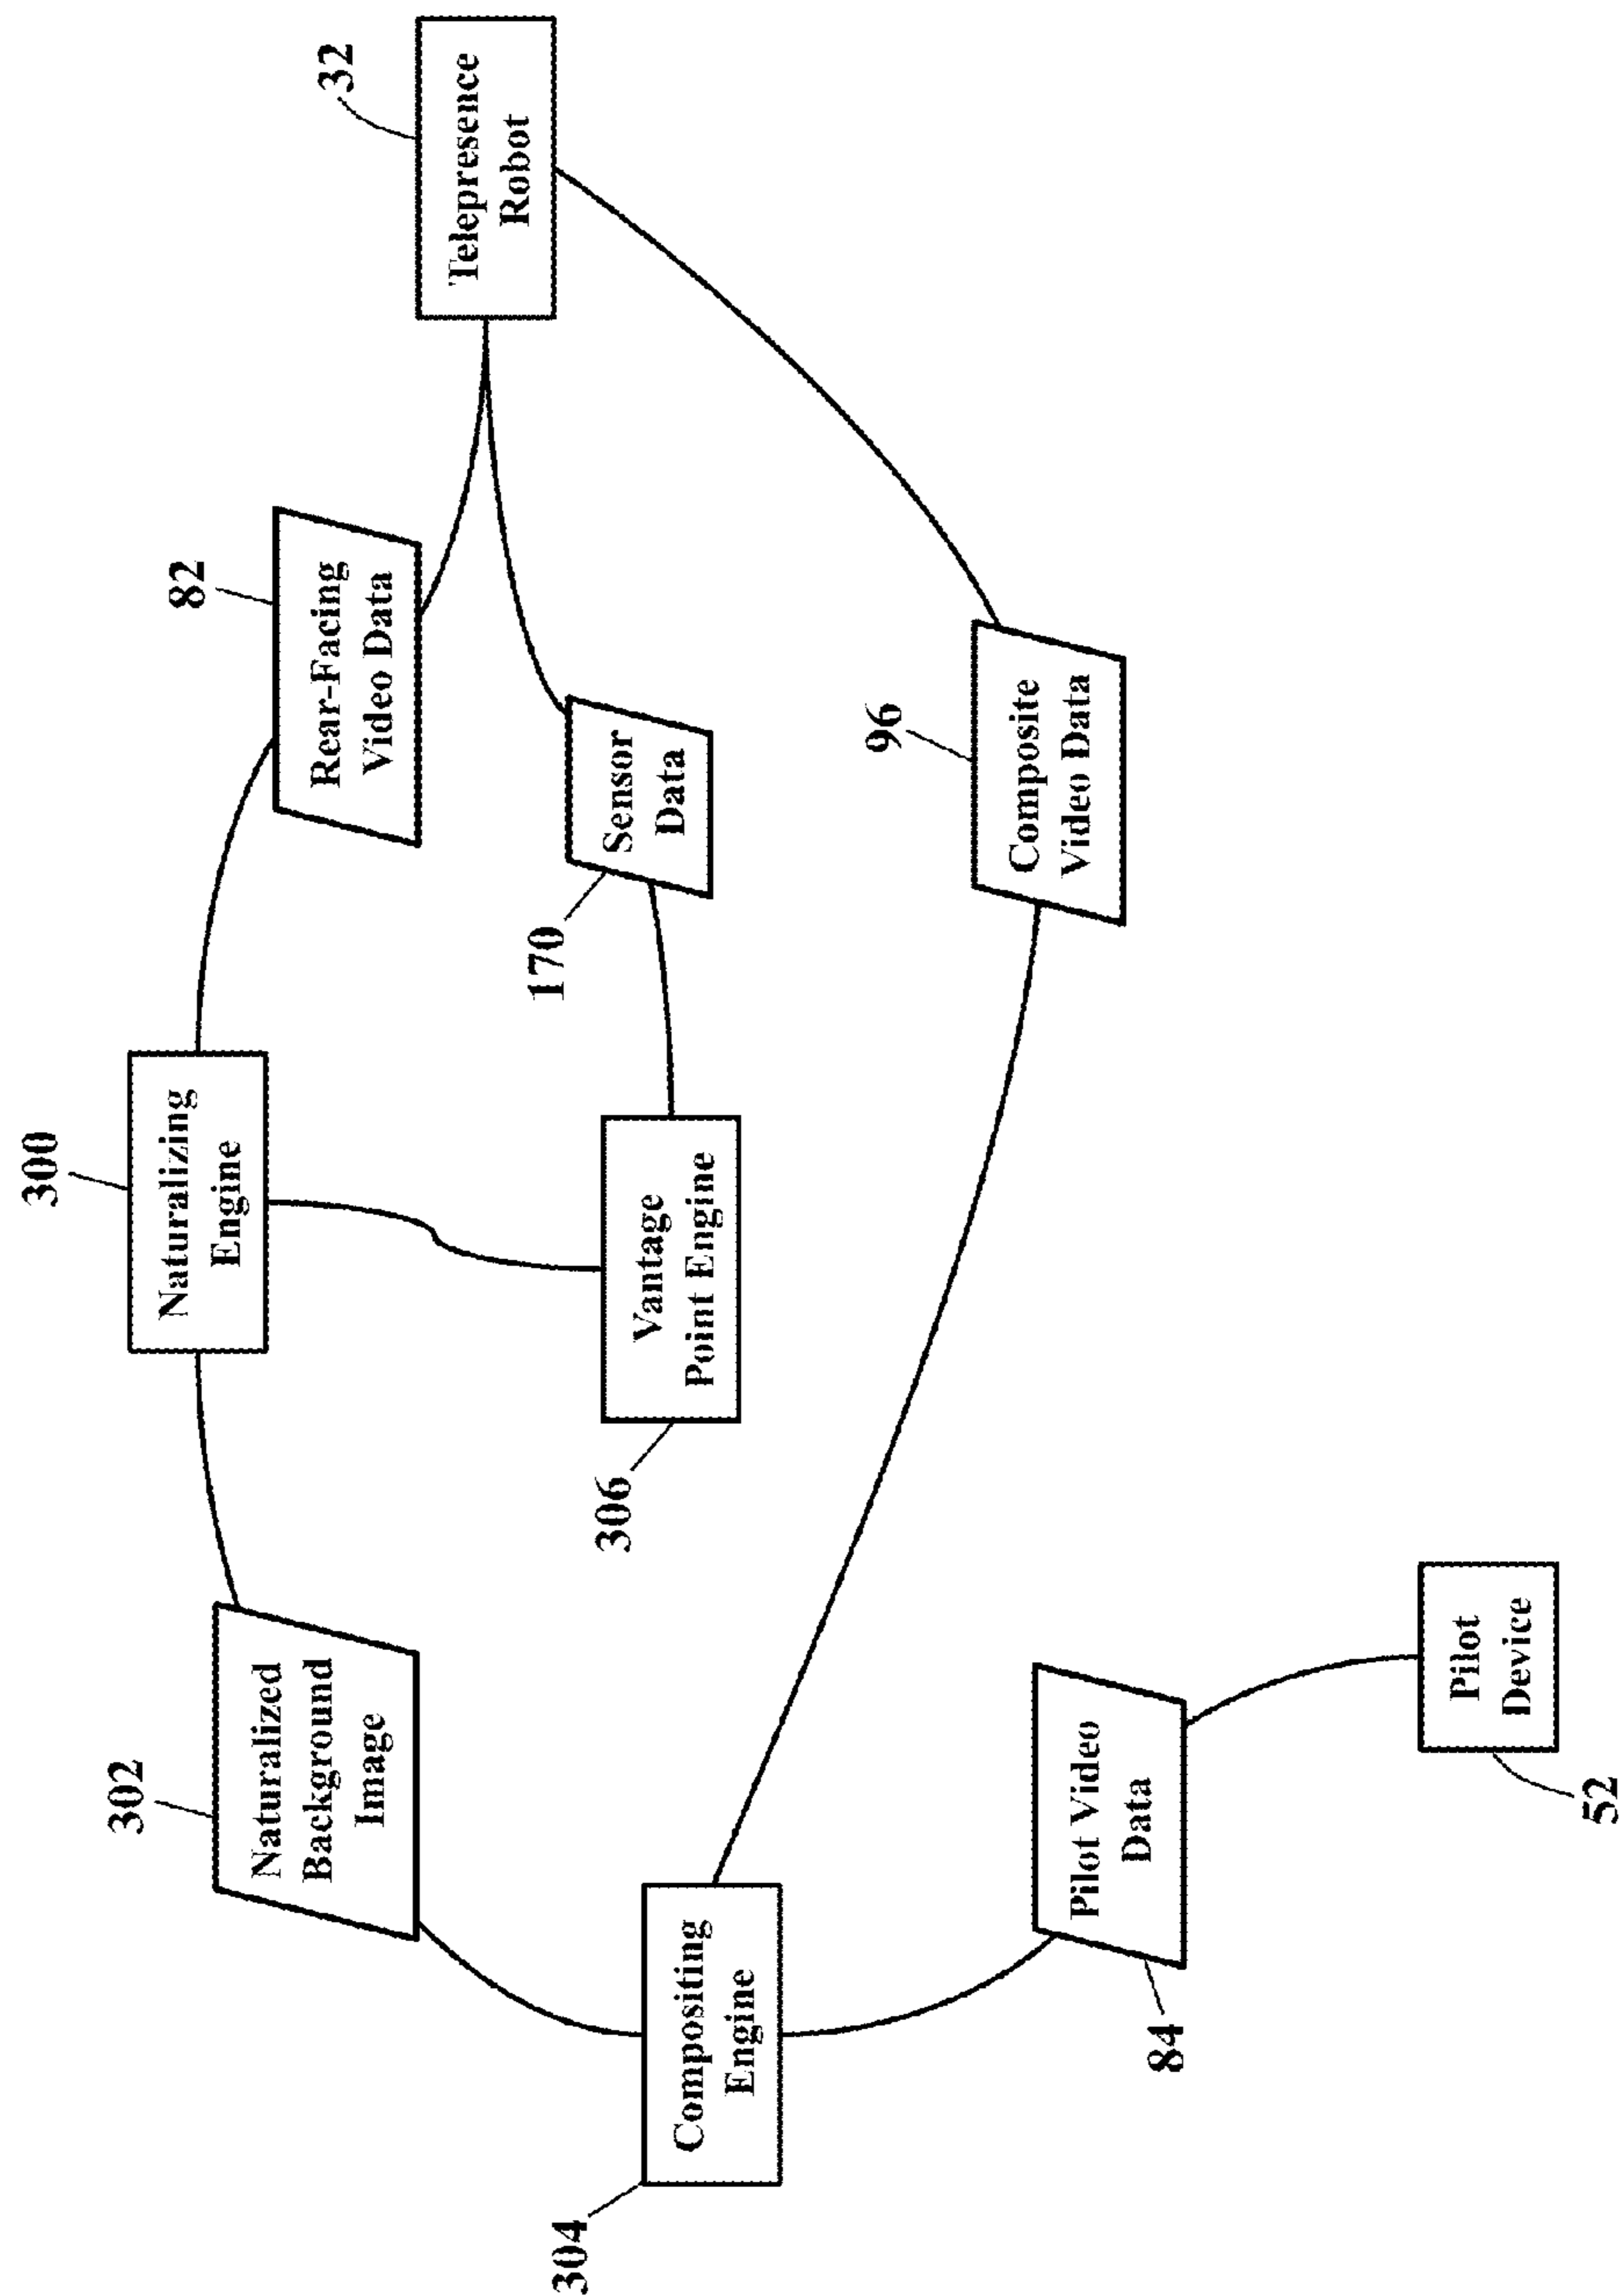 304
Compositing
Engine
302
Naturalized
Background
Image
300
Naturalizing
Engine
82
Rear-Facing
Video Data
32
Telepresence
Robot
306
Vantage
Point Engine
170
Sensor
Data
96
Composite
Video Data
84
Pilot Video
Data
52
Pilot
Device